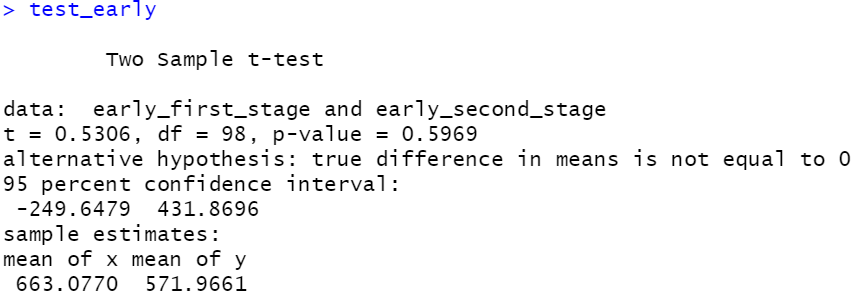 > test_early
Two Sample t-test
data:  early_first_stage and early_second_stage
t = 0.5306, df = 98, p-value = 0.5969
alternative hypothesis: true difference in means is not equal to 0
95 percent confidence interval:
-249.6479  431.8696
sample estimates:
mean of x mean of y
663.0770  571.9661